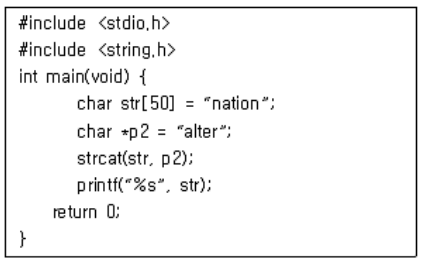 #include <stdio.h>
#include <string.h>
int main(void) {
char str[50] = "nation";
char *p2 = "alter";
strcat(str, p2);
printf("%s", str);
return 0;
}